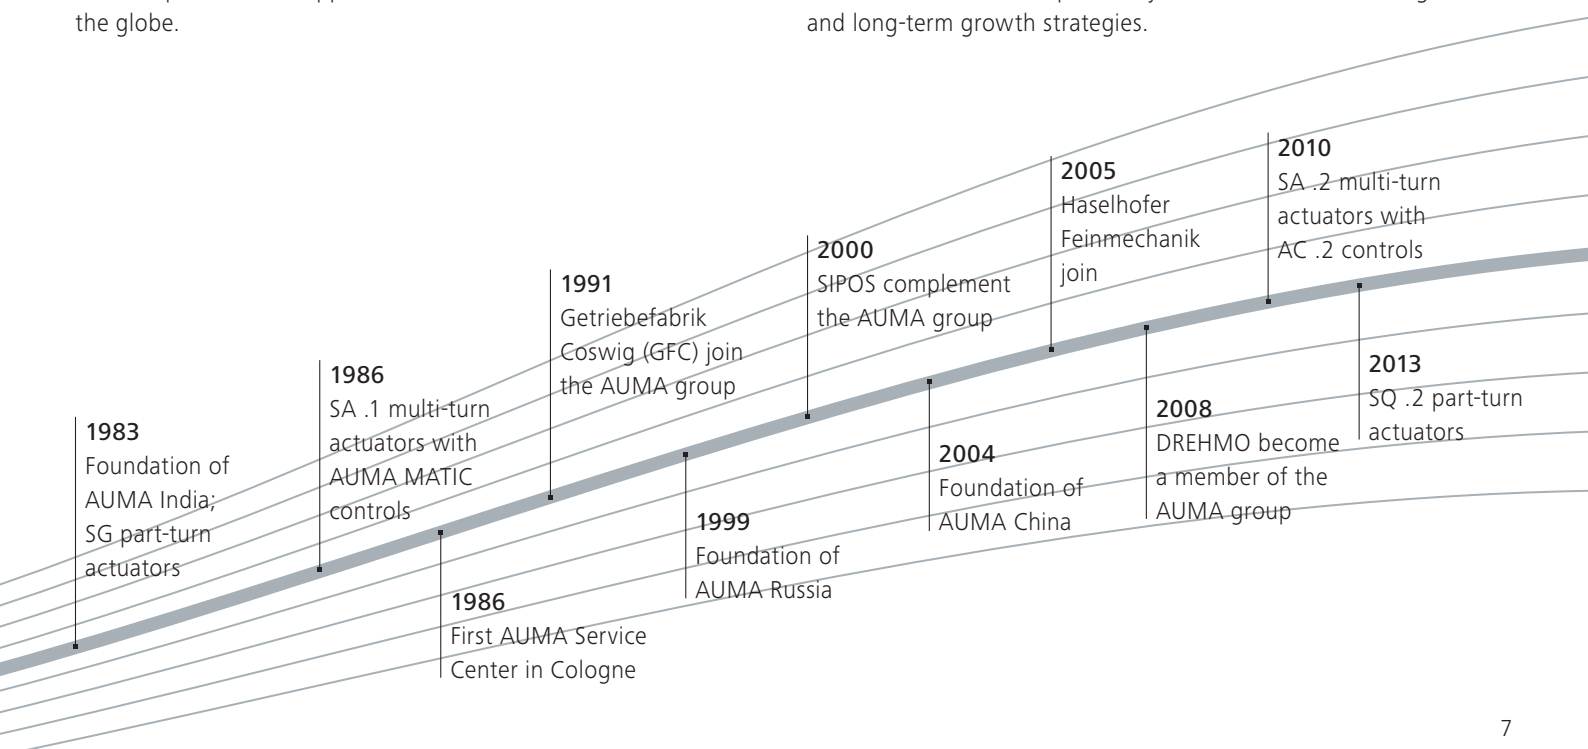 the globe.
and long-term growth strategies.
1983
Foundation of
AUMA India;
SG part-turn
actuators
1986
SA .1 multi-turn
actuators with
AUMA MATIC
controls
1986
First AUMA Service
Center in Cologne
1991
Getriebefabrik
Coswig (GFC) join
the AUMA group
1999
Foundation of
AUMA Russia
2000
SIPOS complement
the AUMA group
2004
Foundation of
AUMA China
2005
Haselhofer
Feinmechanik
join
2008
DREHMO become
a member of the
AUMA group
2010
SA .2 multi-turn
actuators with
AC .2 controls
2013
SQ .2 part-turn
actuators
7